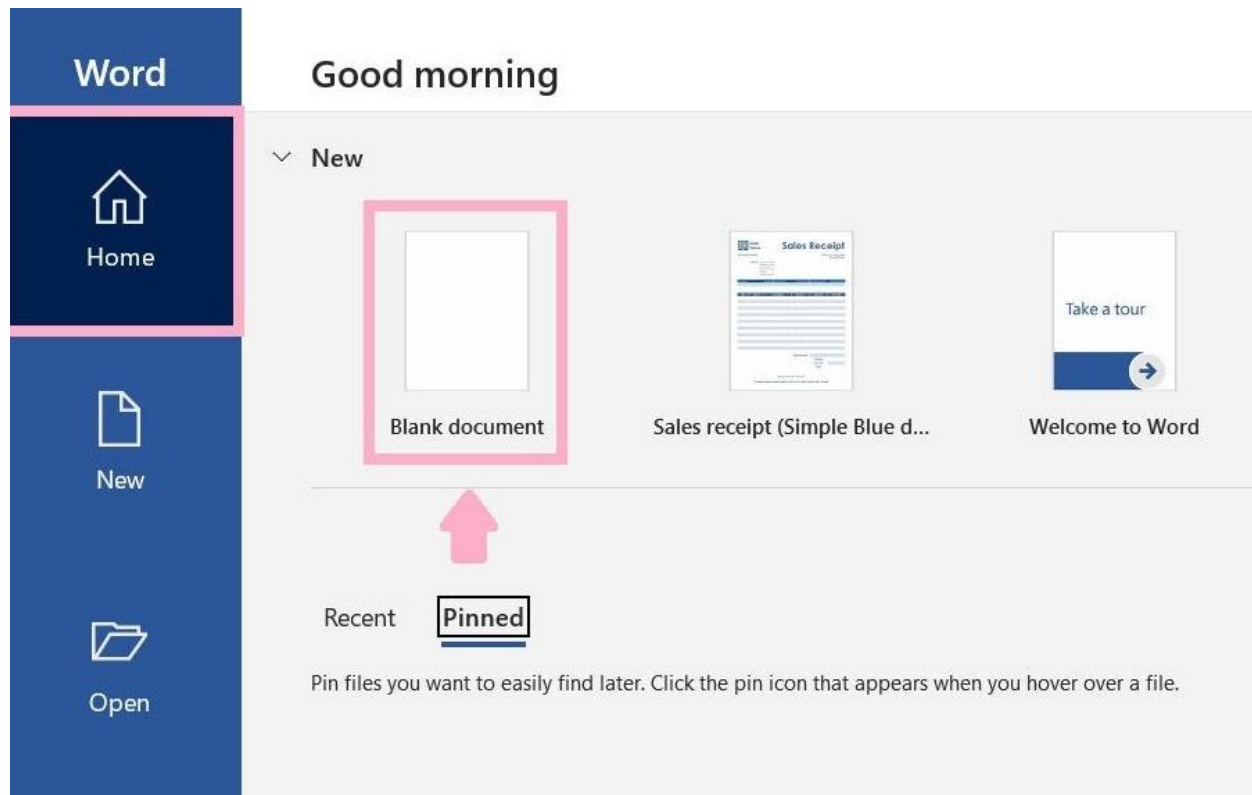 Word
Good morning
Home
New
Sales Receipt
Take a tour
Blank document
Sales receipt (Simple Blue d...
Welcome to Word
New
Recent
Pinned
Pin files you want to easily find later. Click the pin icon that appears when you hover over a file.
Open